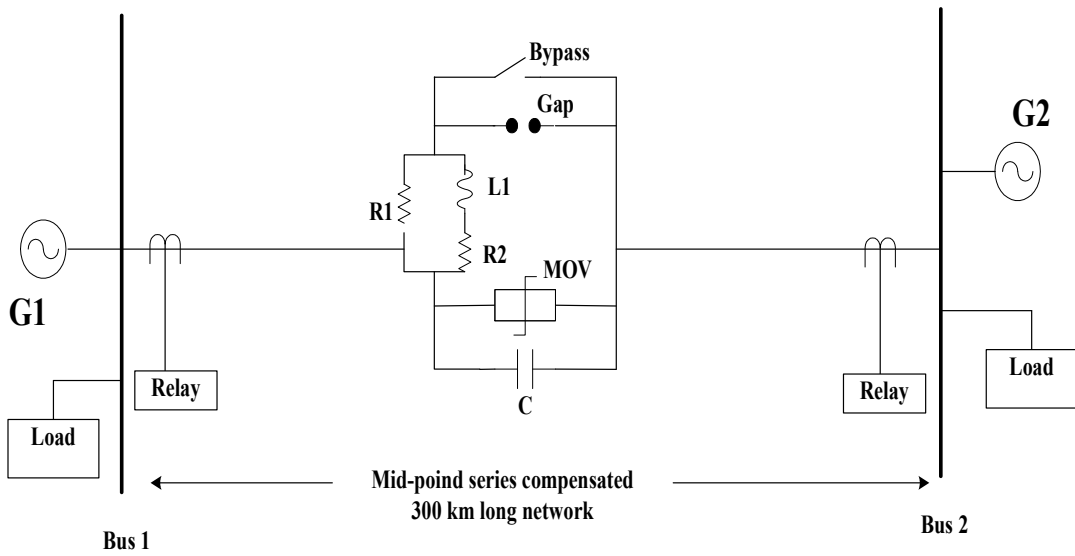 Bypass
Gap
G2
L1
R1
R2
MOV
G1
Relay
Load
C
Relay
Load
Mid-poind series compensated
300 km long network
Bus 1
Bus 2